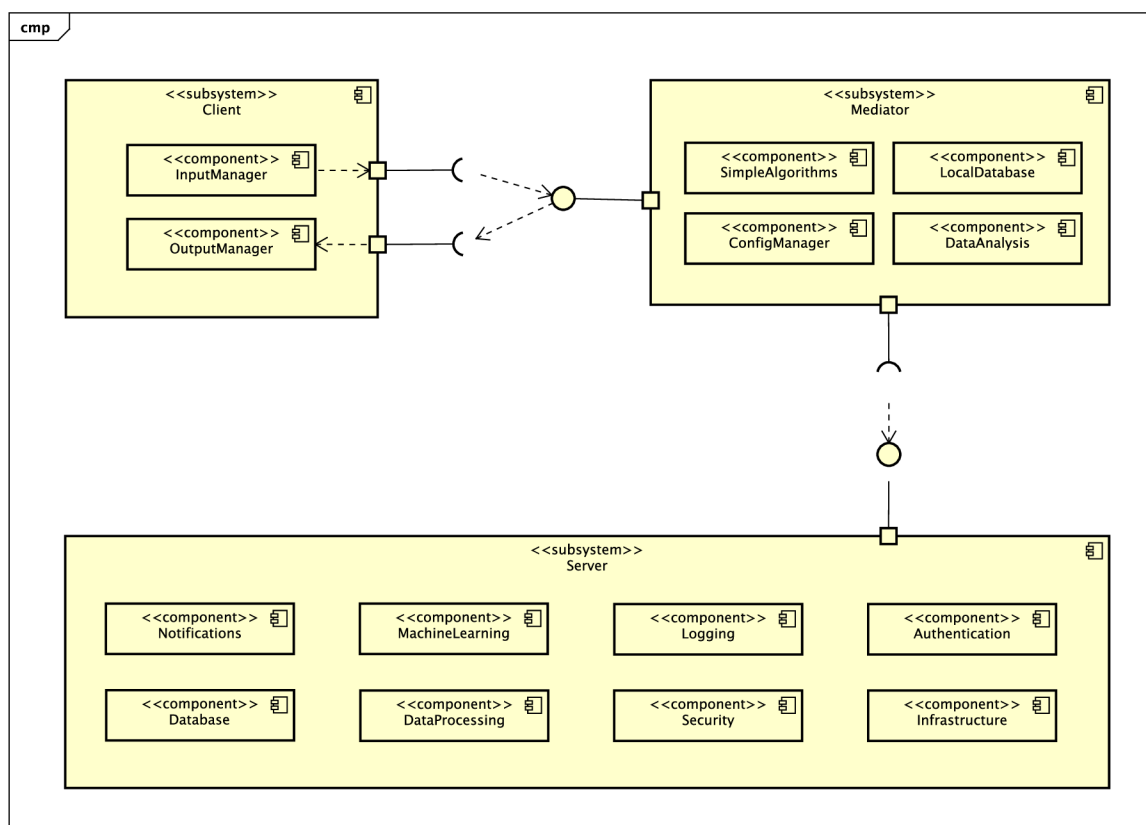 cmp
<<subsystem>>
Client
<<component>>
InputManager
<<component>>
OutputManager
<<subsystem>>
Mediator
<<component>>
SimpleAlgorithms
<<component>>
LocalDatabase
<<component>>
ConfigManager
<<component>>
DataAnalysis
<<subsystem>>
Server
<<component>>
Notifications
<<component>>
MachineLearning
<<component>>
Logging
<<component>>
Authentication
<<component>>
Database
<<component>>
DataProcessing
<<component>>
Security
<<component>>
Infrastructure